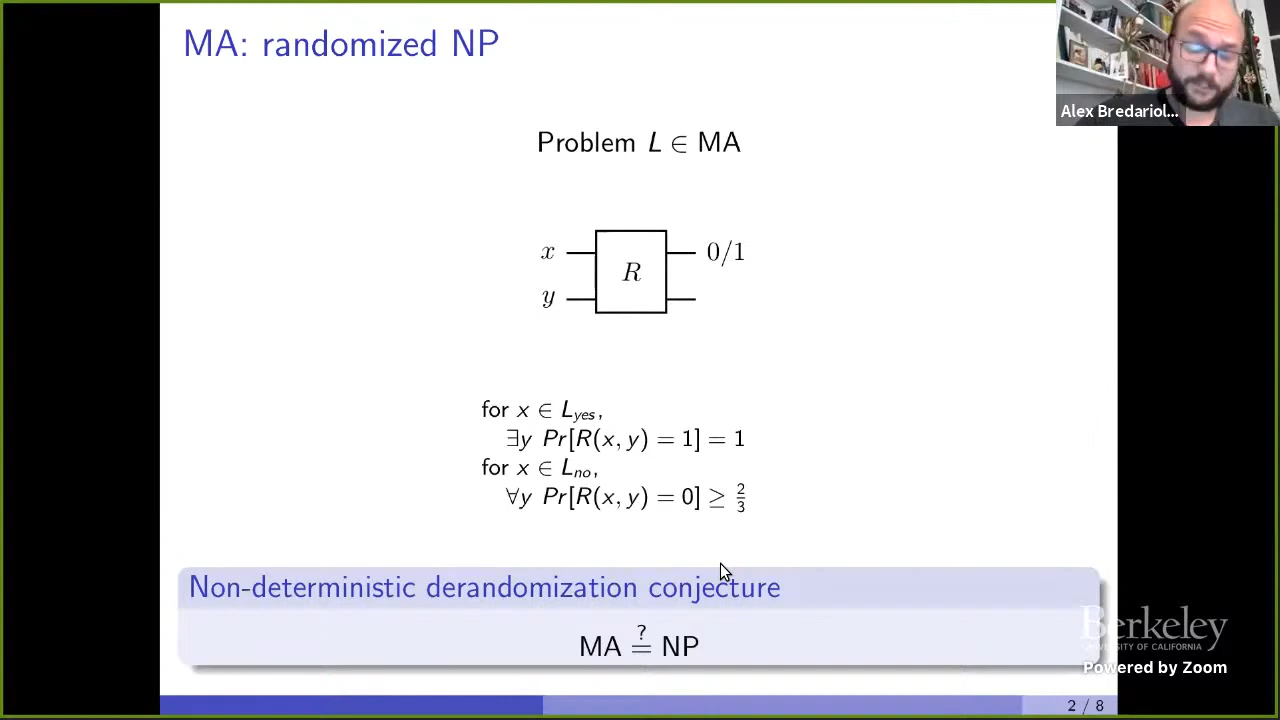 MA: randomized NP
Alex Bredariol...
Problem L ∈ MA
x
R
0/1
y
for x ∈ L_yes,
∃y Pr[R(x, y) = 1] = 1
for x ∈ L_no,
∀y Pr[R(x, y) = 0] ≥ 2/3
Non-deterministic derandomization conjecture
MA ?= NP
Berkeley
UNIVERSITY OF CALIFORNIA
Powered by Zoom
2 / 8